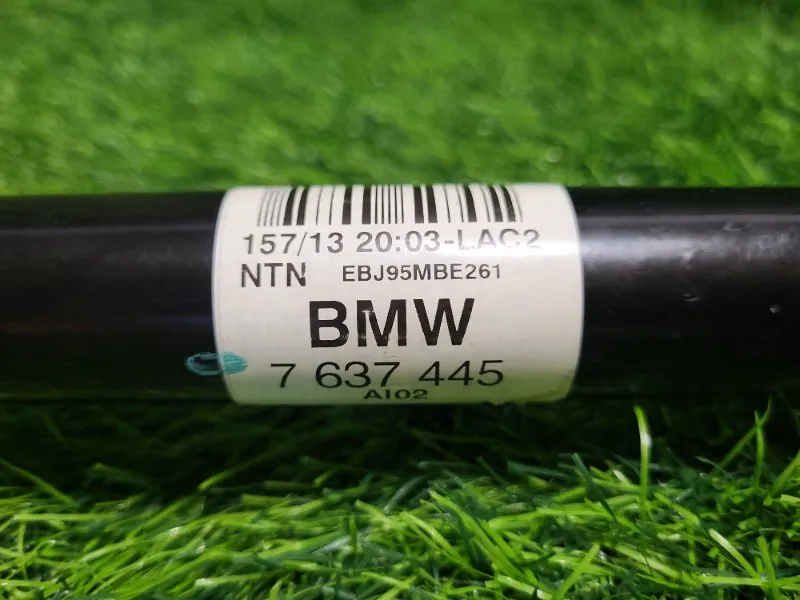 157/13 20:03-LAC2
NTN EBJ95MBE261
BMW
7 637 445
AI02